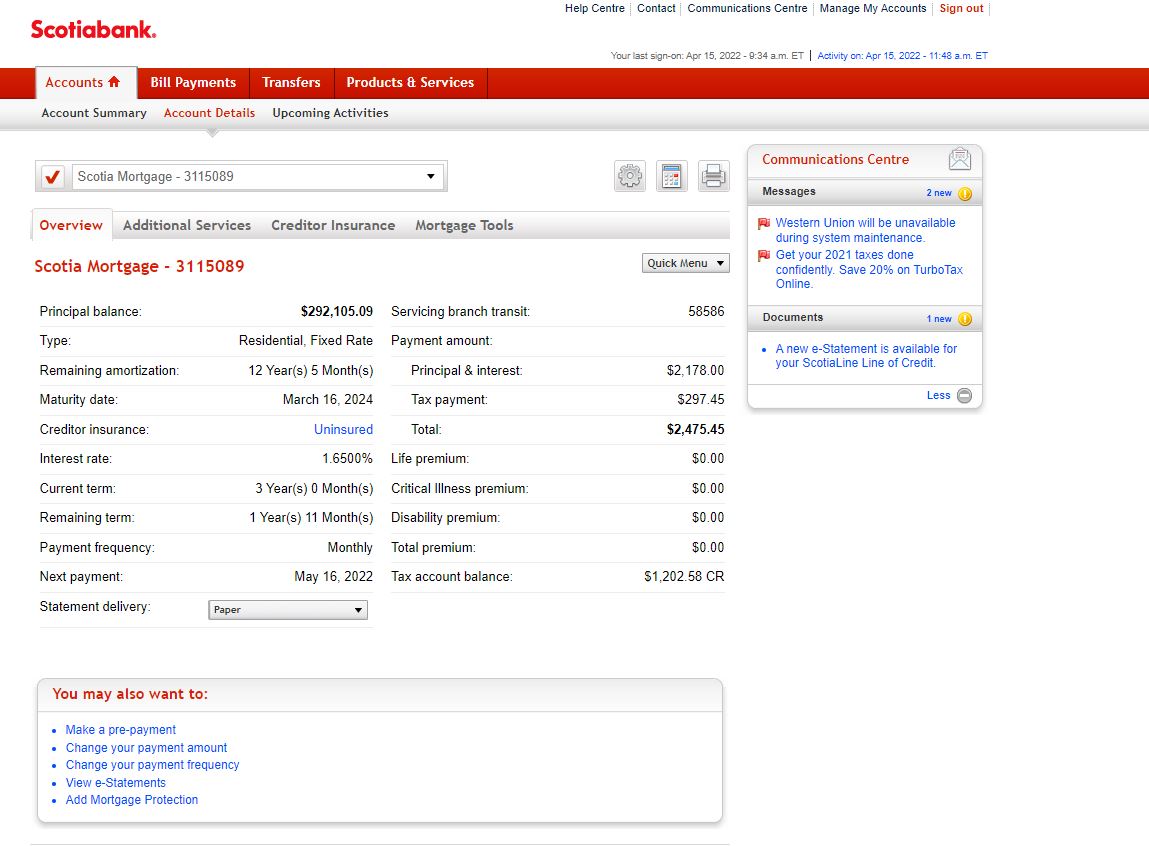 Help Centre Contact Communications Centre Manage My Accounts Sign out
Scotiabank.
Your last sign-on: Apr 15, 2022 - 9:34 a.m. ET | Activity on: Apr 15, 2022 - 11:48 a.m. ET
Accounts Bill Payments Transfers Products & Services
Account Summary Account Details Upcoming Activities
Scotia Mortgage - 3115089
Overview Additional Services Creditor Insurance Mortgage Tools
Scotia Mortgage - 3115089
Quick Menu
Principal balance: $292,105.09
Type: Residential, Fixed Rate
Remaining amortization: 12 Year(s) 5 Month(s)
Maturity date: March 16, 2024
Creditor insurance: Uninsured
Interest rate: 1.6500%
Current term: 3 Year(s) 0 Month(s)
Remaining term: 1 Year(s) 11 Month(s)
Payment frequency: Monthly
Next payment: May 16, 2022
Statement delivery: Paper
Servicing branch transit: 58586
Payment amount:
Principal & interest: $2,178.00
Tax payment: $297.45
Total: $2,475.45
Life premium: $0.00
Critical Illness premium: $0.00
Disability premium: $0.00
Total premium: $0.00
Tax account balance: $1,202.58 CR
Communications Centre
Messages 2 new
Western Union will be unavailable
during system maintenance.
Get your 2021 taxes done
confidently. Save 20% on TurboTax
Online.
Documents 1 new
A new e-Statement is available for
your ScotiaLine Line of Credit.
Less
You may also want to:
Make a pre-payment
Change your payment amount
Change your payment frequency
View e-Statements
Add Mortgage Protection